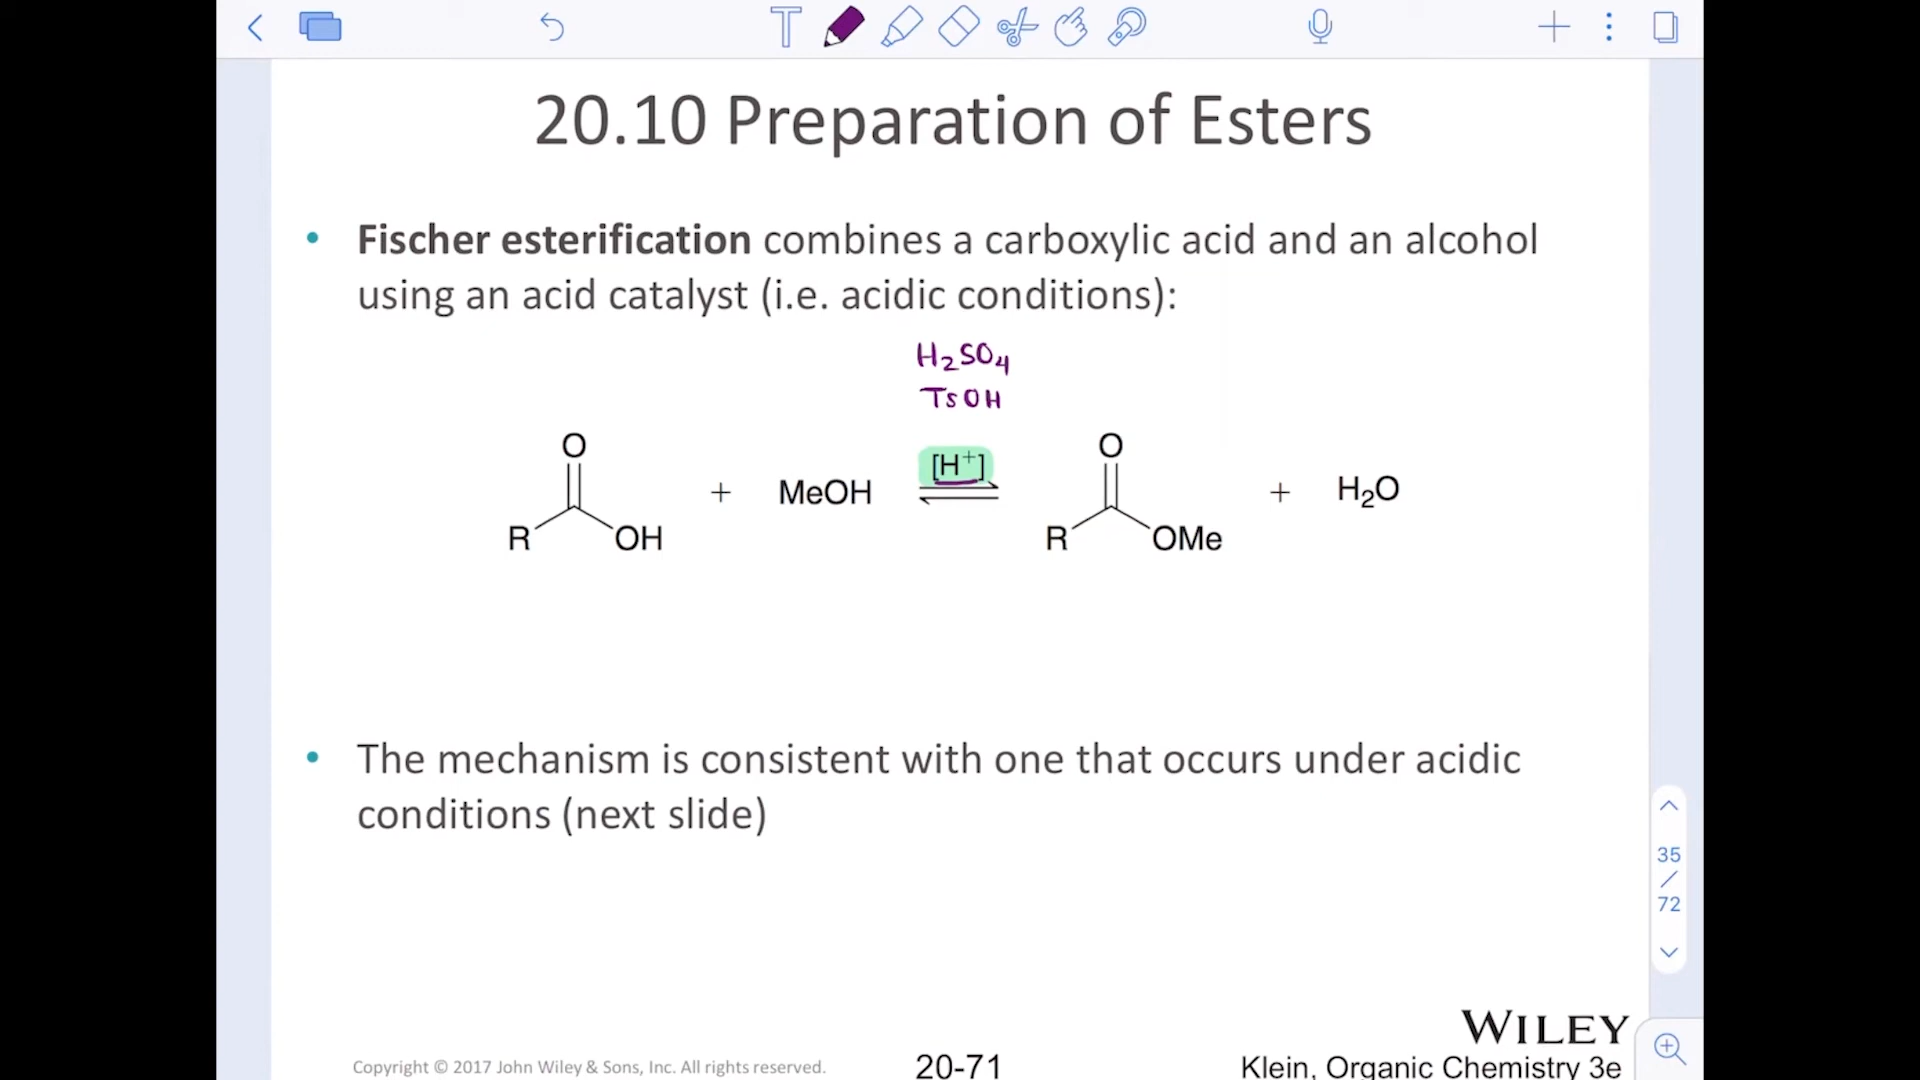 20.10 Preparation of Esters
• Fischer esterification combines a carboxylic acid and an alcohol
using an acid catalyst (i.e. acidic conditions):
H₂SO₄
TsOH
O
R
OH
+
MeOH
[H⁺]
O
R
OMe
+
H₂O
• The mechanism is consistent with one that occurs under acidic
conditions (next slide)
35
/
72
WILEY
Copyright © 2017 John Wiley & Sons, Inc. All rights reserved.
20-71
Klein, Organic Chemistry 3e